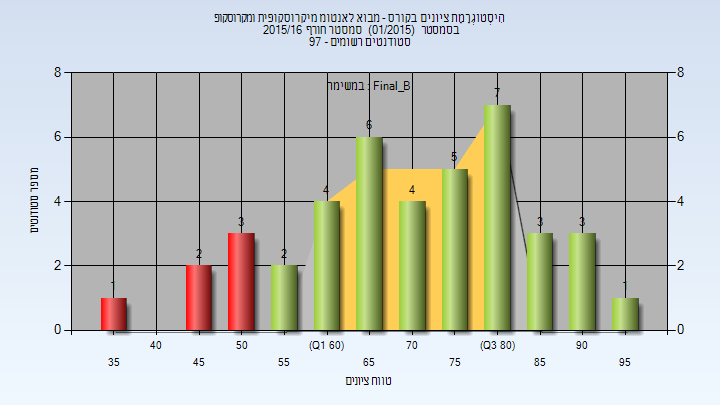 הִיסְטוֹגְרָמַת ציונים בקורס - מבוא לאנטומ מיקרוסקופית ומקרוסקופ
בסמסטר (01/2015) סמסטר חורף 2015/16
סטודנטים רשומים - 97
במשימה : Final_B
מספר סטודנטים
8 8
6 6
4 4
2 2
0 0
1 2 3 2 4 6 4 5 7 3 3 1
40 50 (Q1 60) 70 (Q3 80) 90
35 45 55 65 75 85 95
טווח ציונים